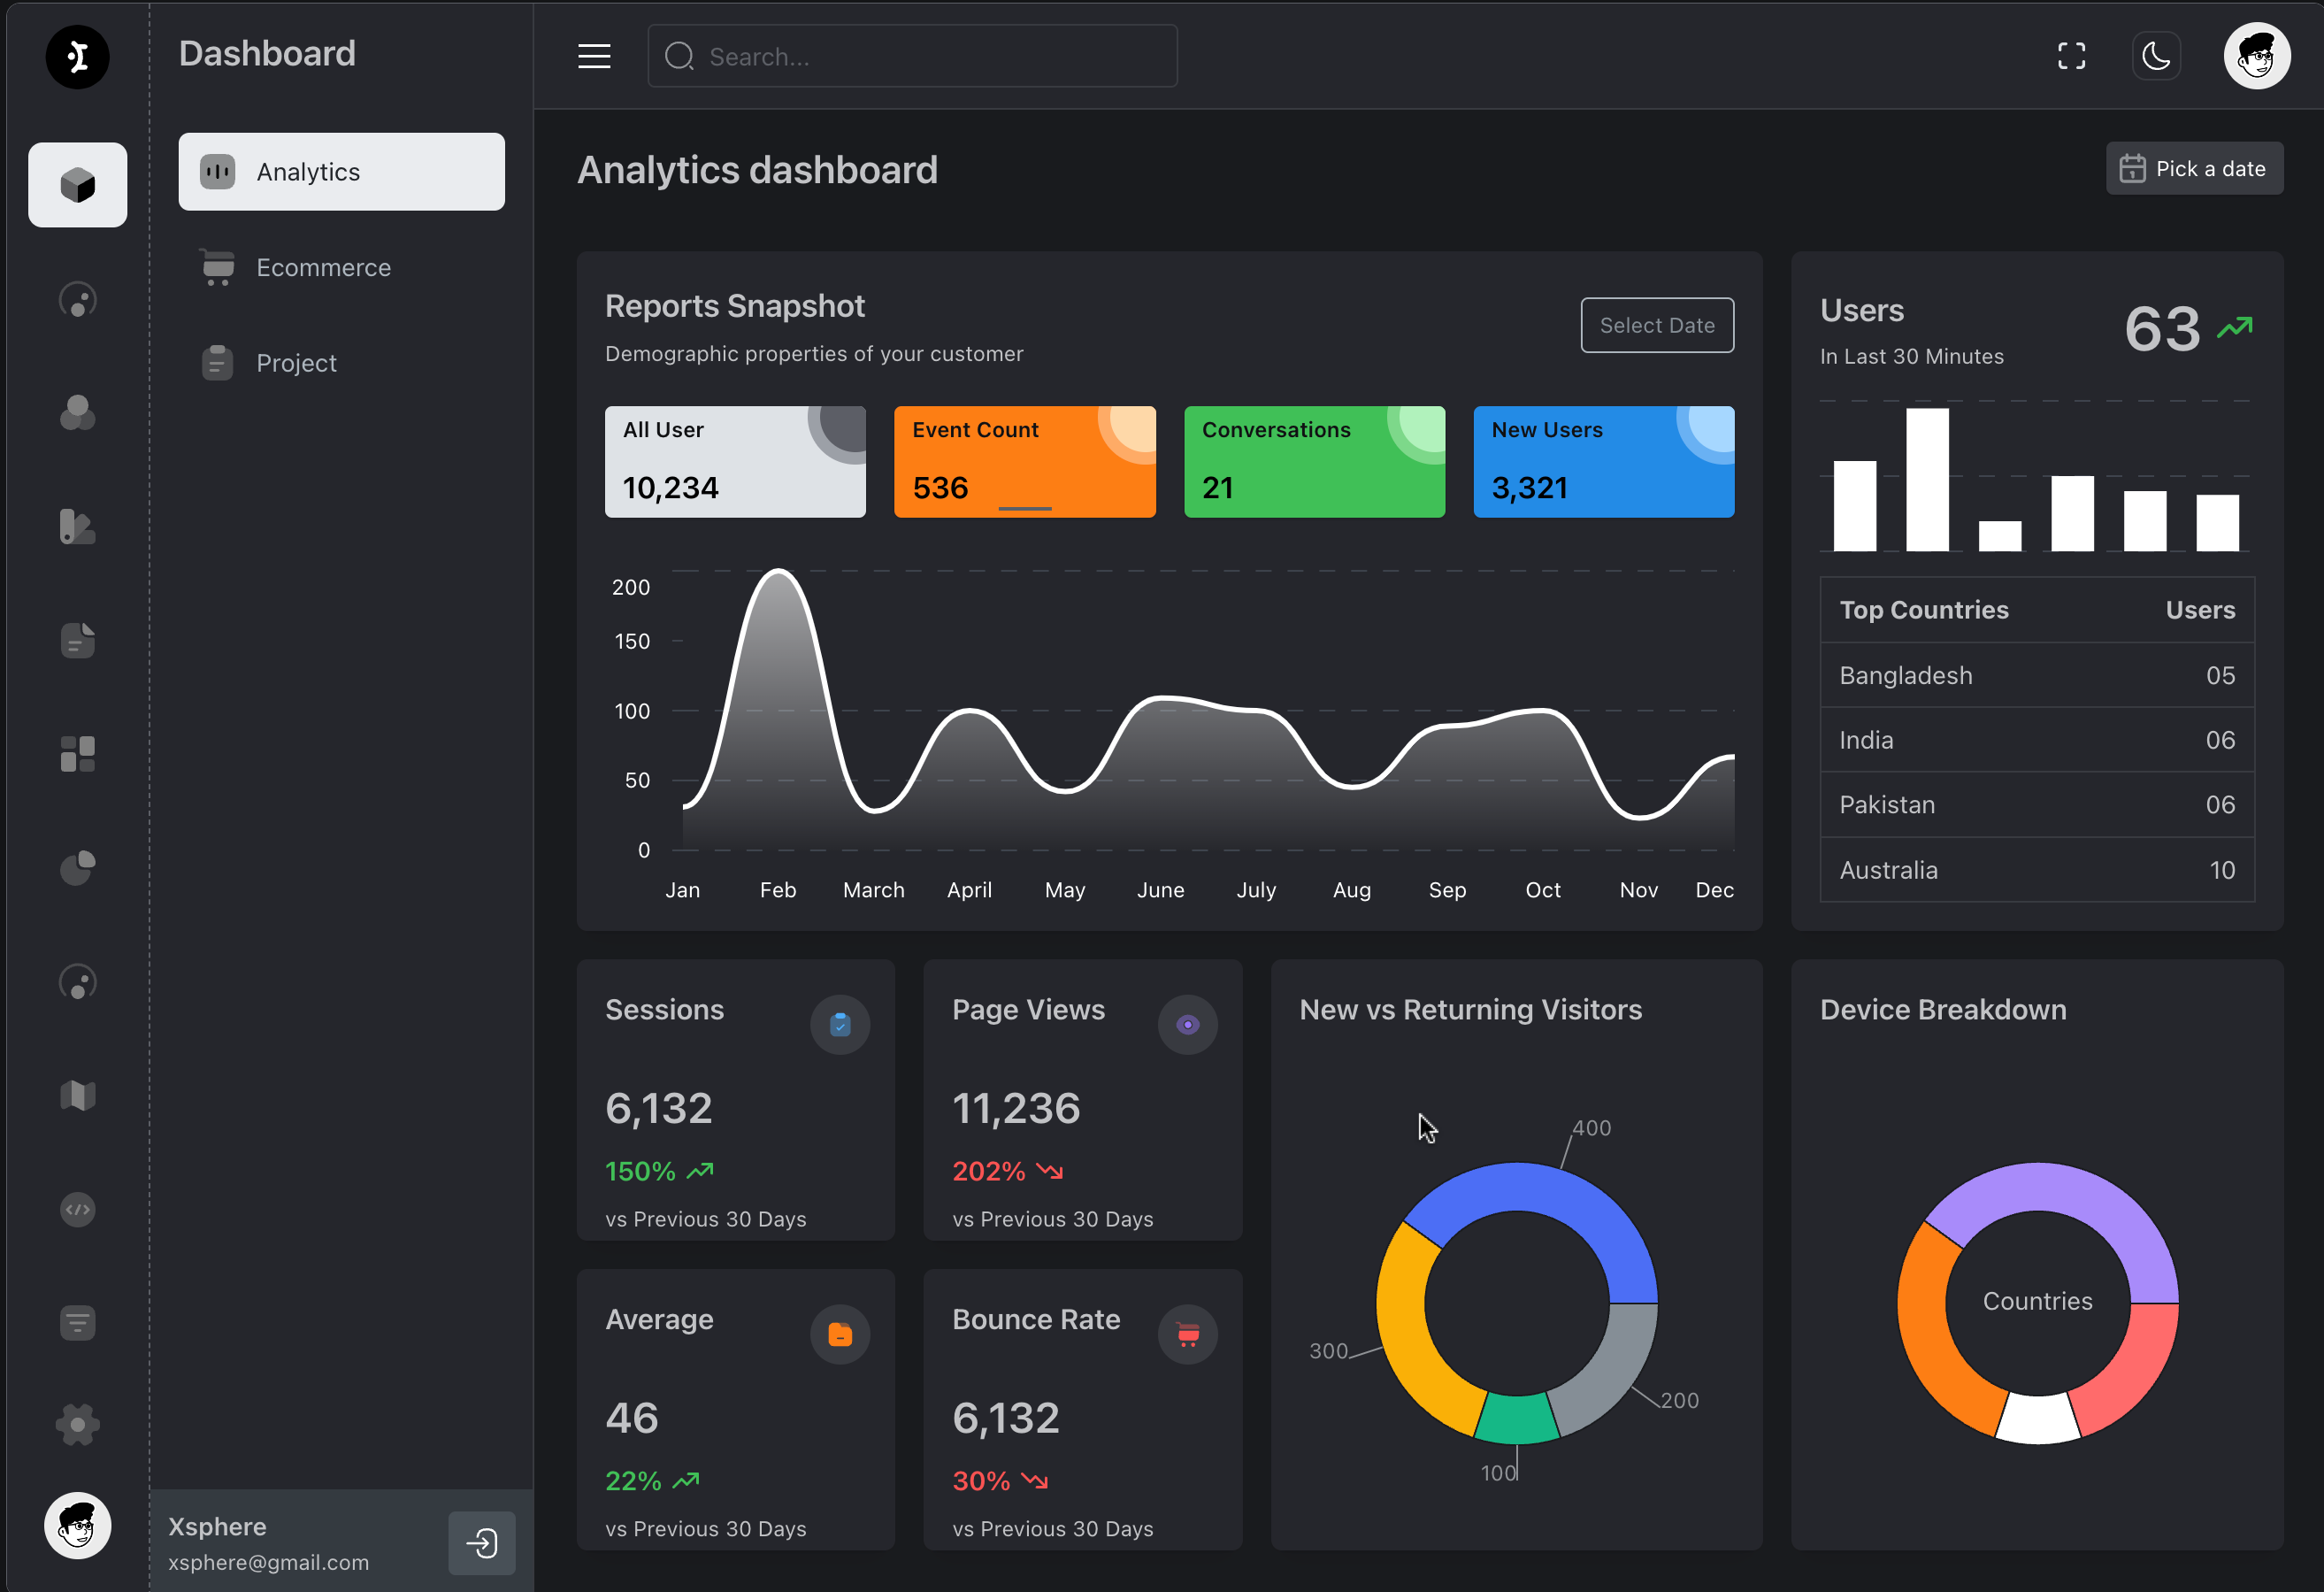 Dashboard
Search...
Analytics
Ecommerce
Project
Xsphere
xsphere@gmail.com
Analytics dashboard
Pick a date
Reports Snapshot
Demographic properties of your customer
Select Date
All User
10,234
Event Count
536
Conversations
21
New Users
3,321
200
150
100
50
0
Jan Feb March April May June July Aug Sep Oct Nov Dec
Users
In Last 30 Minutes
63
Top Countries Users
Bangladesh 05
India 06
Pakistan 06
Australia 10
Sessions
6,132
150%
vs Previous 30 Days
Page Views
11,236
202%
vs Previous 30 Days
Average
46
22%
vs Previous 30 Days
Bounce Rate
6,132
30%
vs Previous 30 Days
New vs Returning Visitors
400
300
200
100
Device Breakdown
Countries